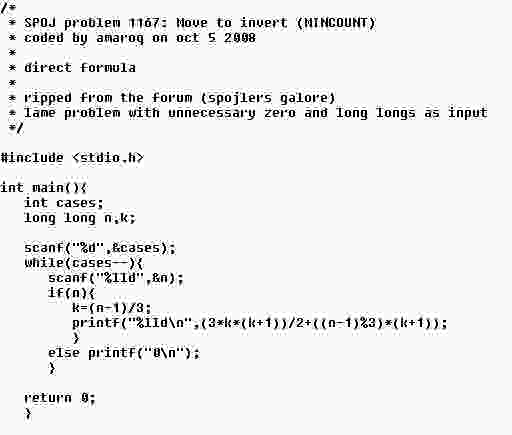 /*
 * SPOJ problem 1167: Move to invert (MINCOUNT)
 * coded by amaroq on oct 5 2008
 *
 * direct formula
 *
 * ripped from the forum (spojlers galore)
 * lame problem with unnecessary zero and long longs as input
 */
#include <stdio.h>
int main(){
   int cases;
   long long n,k;
   scanf("%d",&cases);
   while(cases--){
      scanf("%lld",&n);
      if(n){
         k=(n-1)/3;
         printf("%lld\n",(3*k*(k+1))/2+((n-1)%3)*(k+1));
         }
      else printf("0\n");
      }
   return 0;
   }